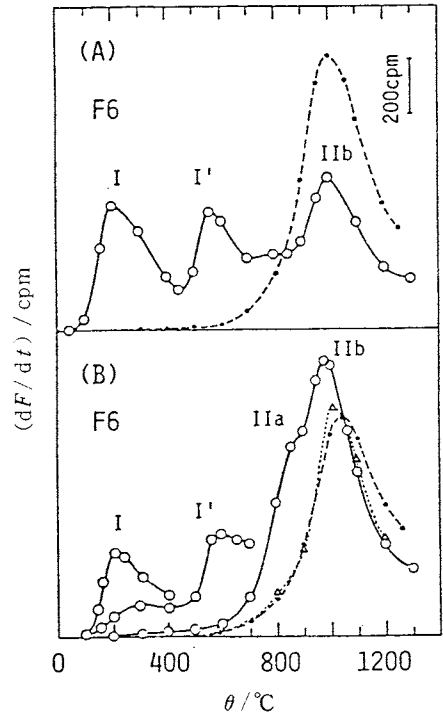 (A)
200cpm
F6
I
I'
IIb
(dF/dt) / cpm
(B)
IIb
F6
IIa
I
I'
0
400
800
1200
θ/°C